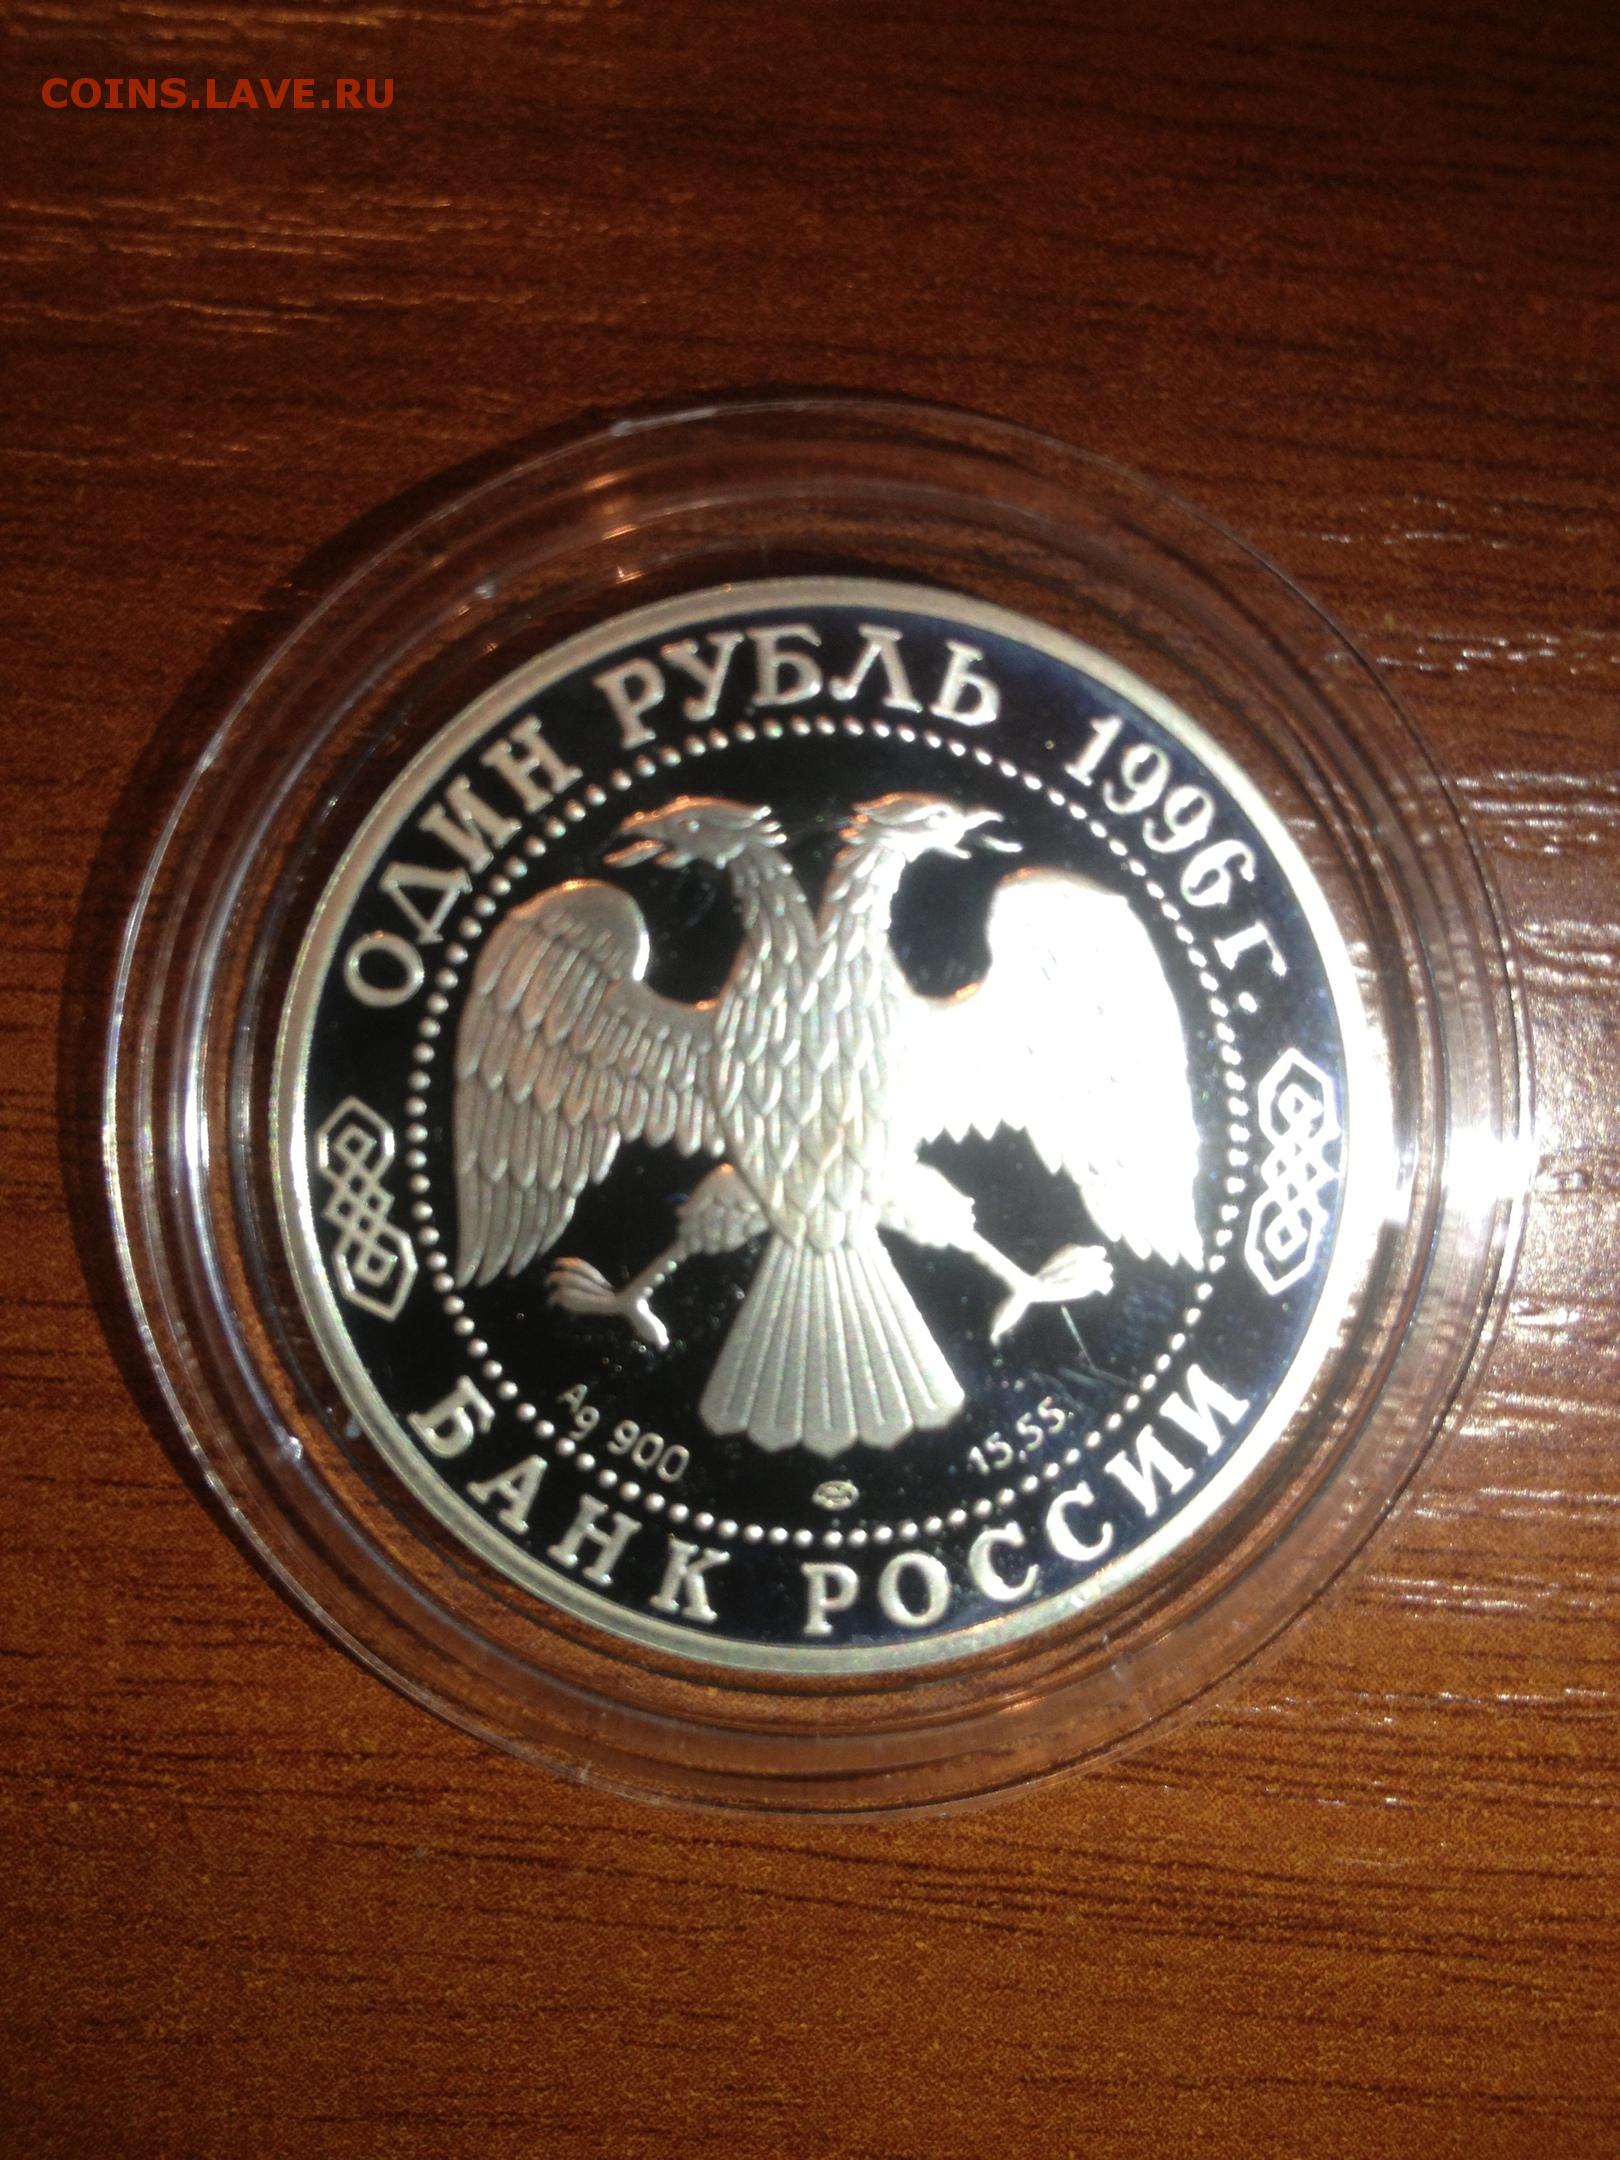 COINS.LAVE.RU
ОДИН РУБЛЬ 1996 г.
Ag 900
15,55
БАНК РОССИИ